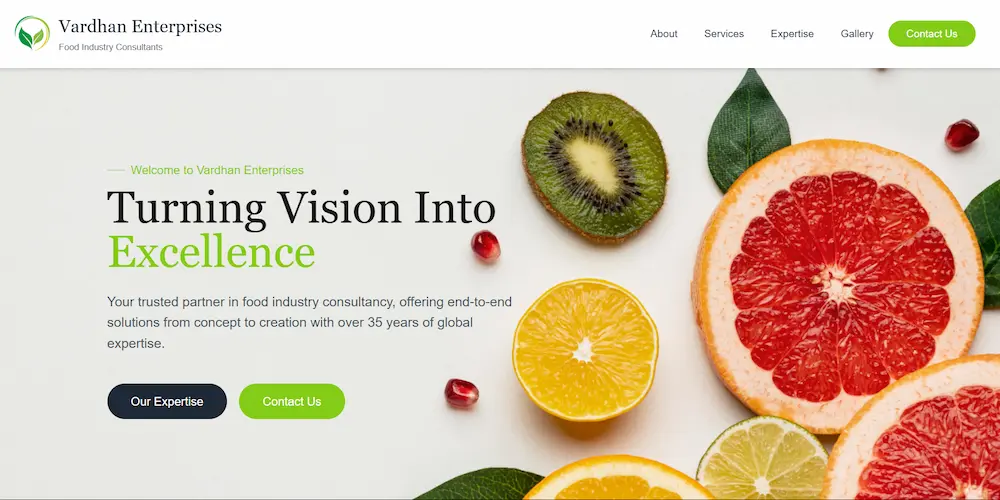 Vardhan Enterprises
Food Industry Consultants
About
Services
Expertise
Gallery
Contact Us
Welcome to Vardhan Enterprises
Turning Vision Into
Excellence
Your trusted partner in food industry consultancy, offering end-to-end
solutions from concept to creation with over 35 years of global
expertise.
Our Expertise
Contact Us